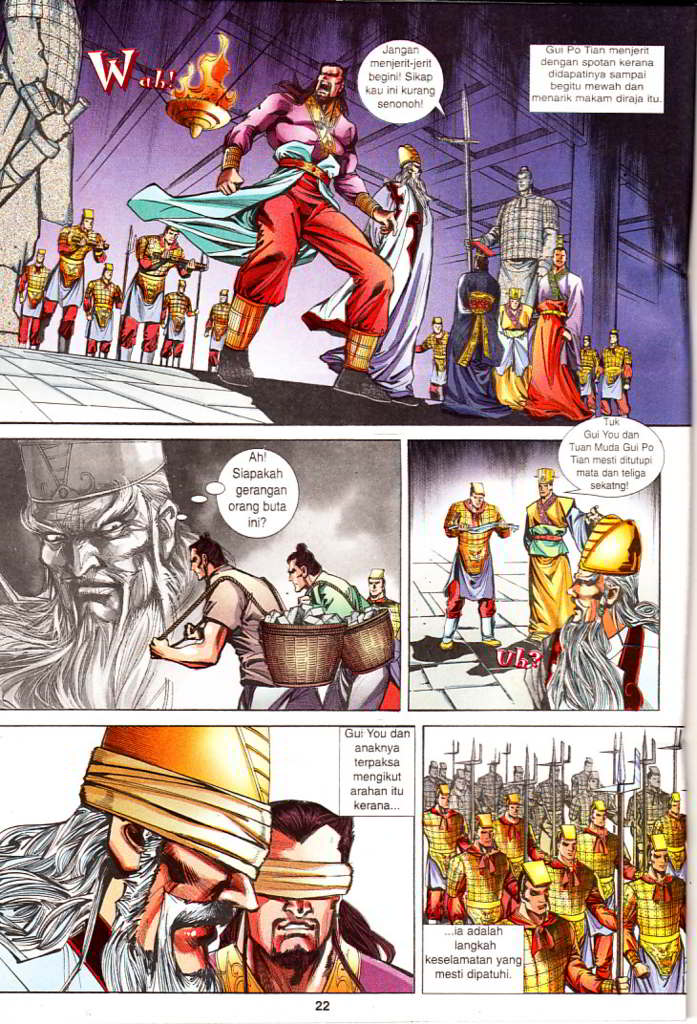 Wah!
Jangan
menjerit-jerit
begini! Sikap
kau ini kurang
senonoh!
Gui Po Tian menjerit
dengan spotan kerana
didapatinya sampai
begitu mewah dan
menarik makam diraja itu.
Ah!
Siapakah
gerangan
orang buta
ini?
Tuk
Gui You dan
Tuan Muda Gui Po
Tian mesti ditutupi
mata dan teliga
sekatng!
Uh?
Gui You dan
anaknya
terpaksa
mengikut
arahan itu
kerana...
...ia adalah
langkah
keselamatan yang
mesti dipatuhi.
22